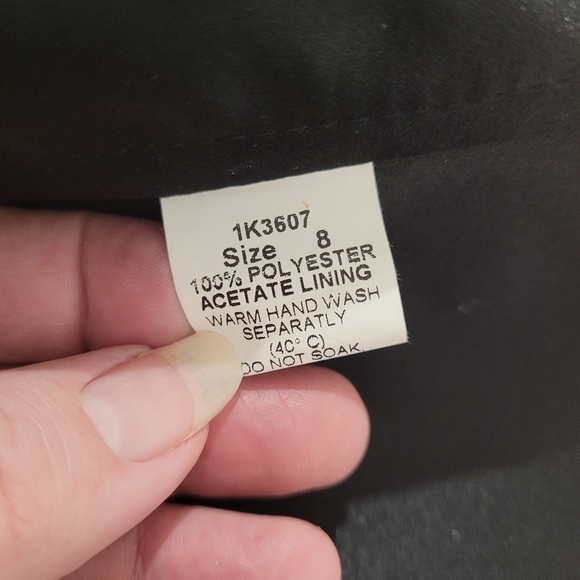 1K3607
Size 8
100% POLYESTER
ACETATE LINING
WARM HAND WASH
SEPARATLY
(40° C)
DO NOT SOAK